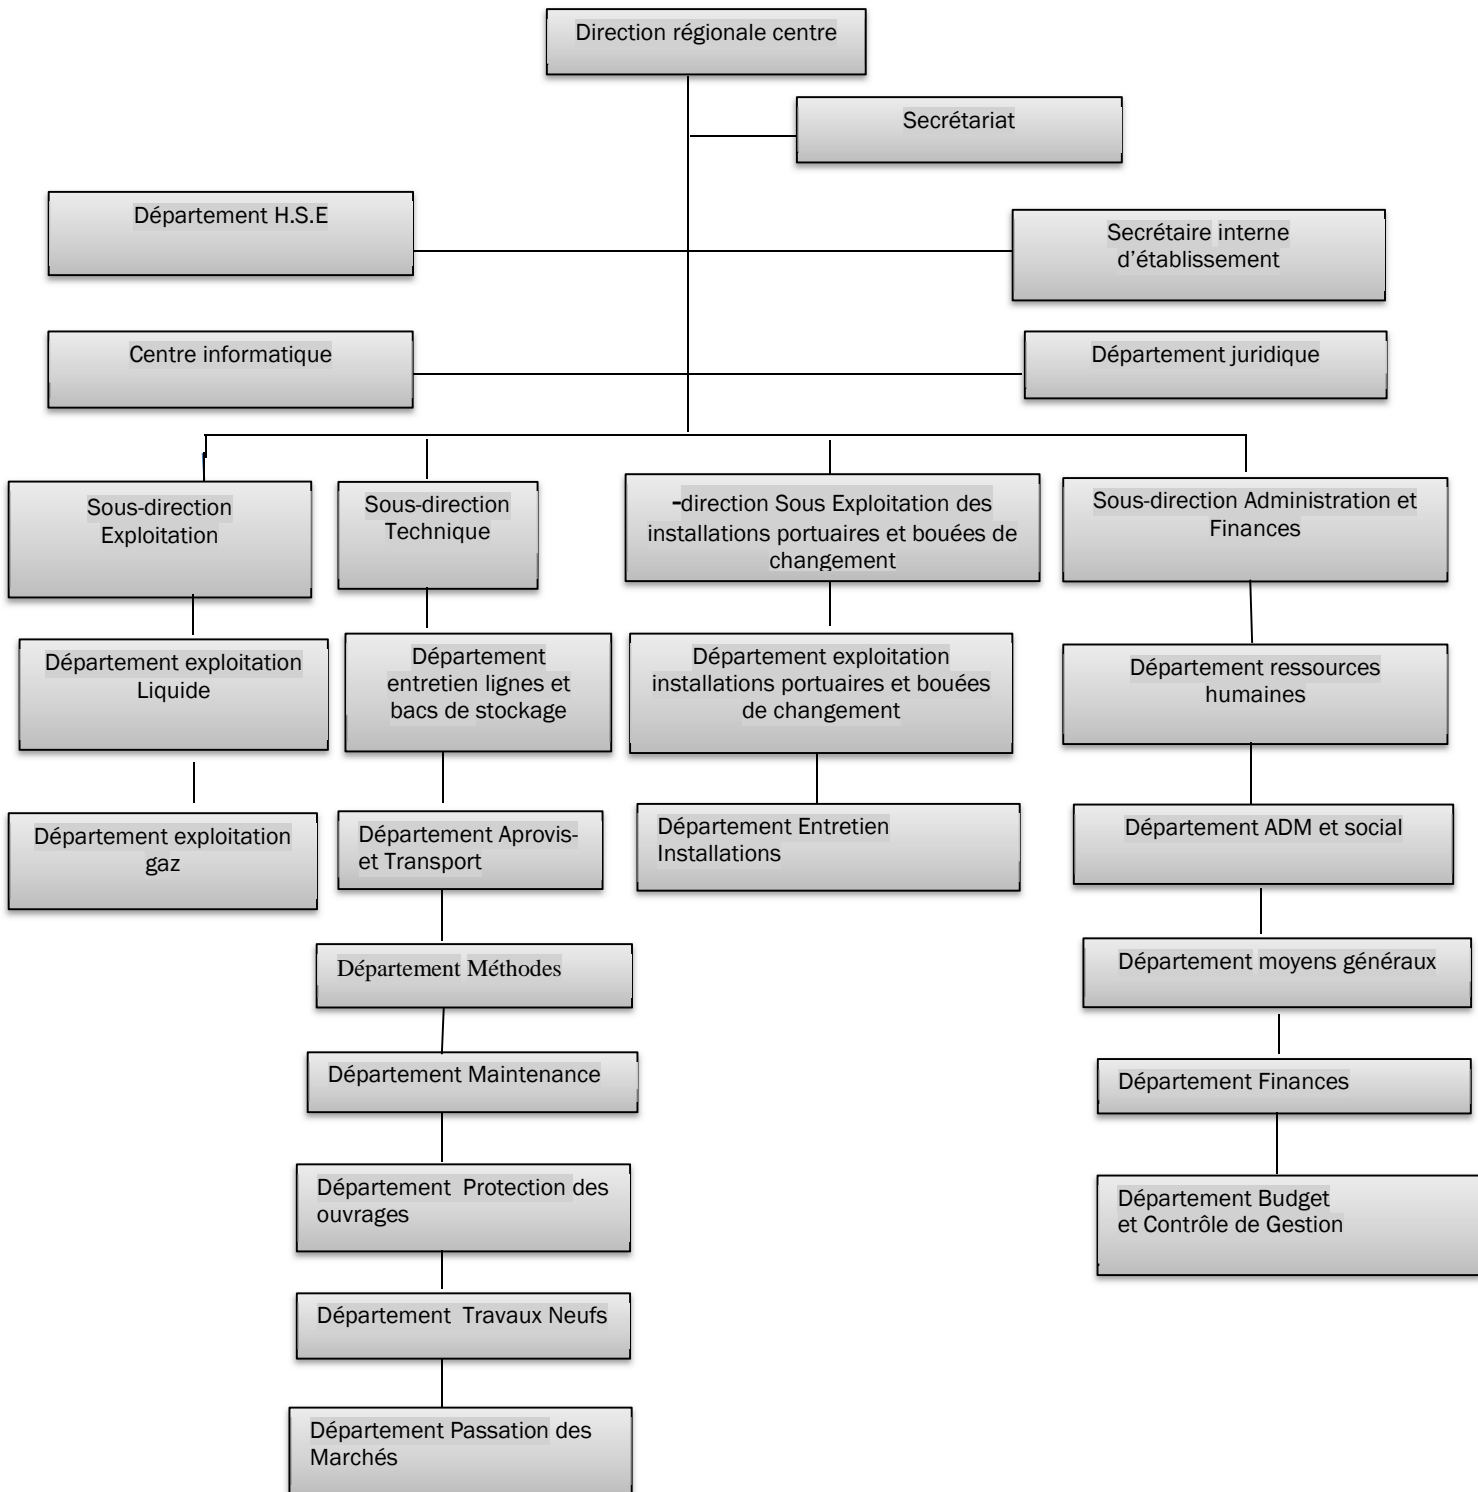 Direction régionale centre
Secrétariat
Département H.S.E
Secrétaire interne
d'établissement
Centre informatique
Département juridique
Sous-direction
Exploitation
Sous-direction
Technique
-direction Sous Exploitation des
installations portuaires et bouées de
changement
Sous-direction Administration et
Finances
Département exploitation
Liquide
Département
entretien lignes et
bacs de stockage
Département exploitation
installations portuaires et bouées
de changement
Département ressources
humaines
Département exploitation
gaz
Département Aprovis-
et Transport
Département Entretien
Installations
Département ADM et social
Département Méthodes
Département moyens généraux
Département Maintenance
Département Finances
Département  Protection des
ouvrages
Département Budget
et Contrôle de Gestion
Département  Travaux Neufs
Département Passation des
Marchés